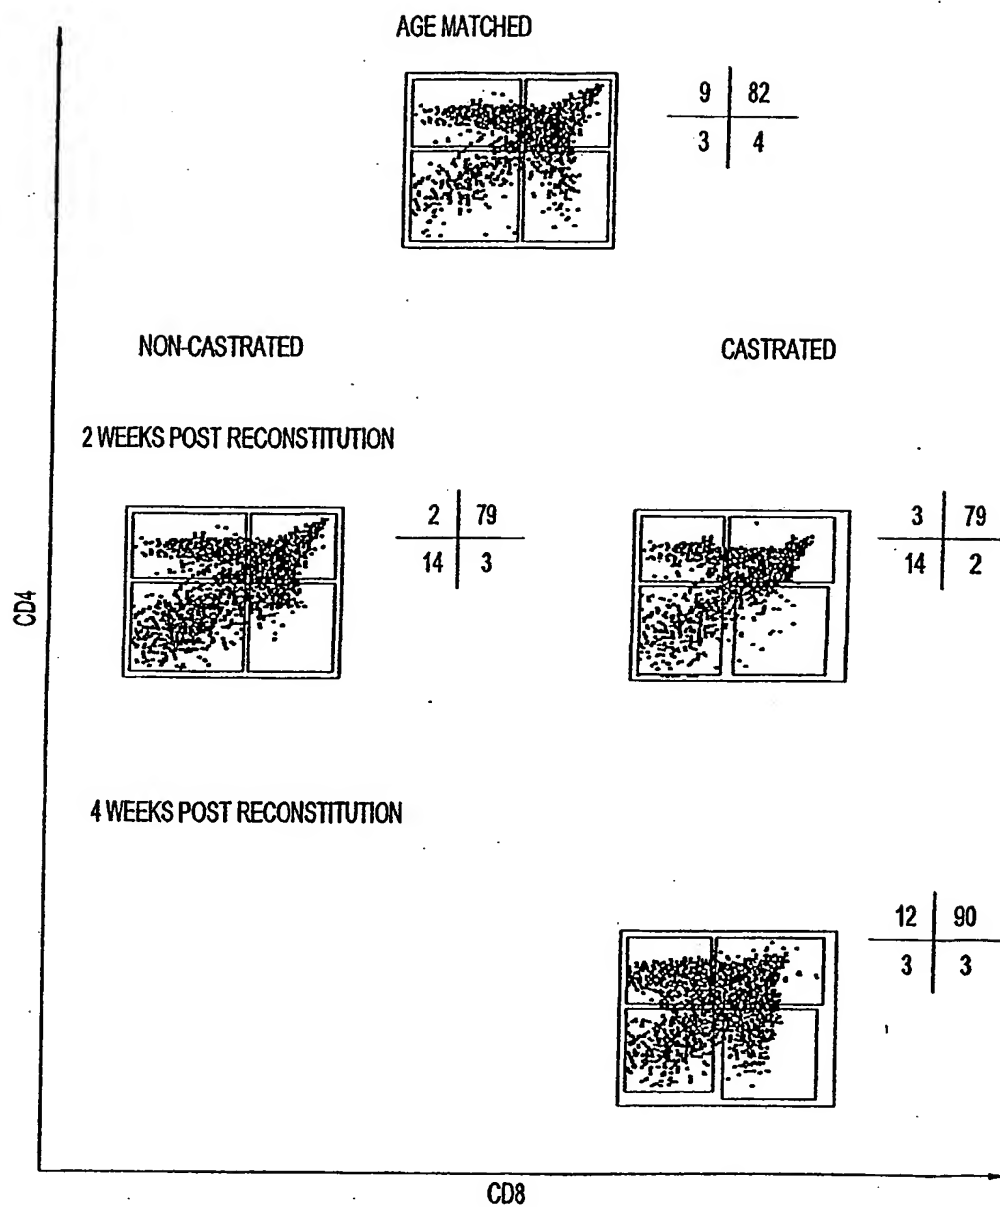 AGE MATCHED
9 82
3 4
NON-CASTRATED
CASTRATED
2 WEEKS POST RECONSTITUTION
2 79
14 3
3 79
14 2
CD4
4 WEEKS POST RECONSTITUTION
12 90
3 3
CD8